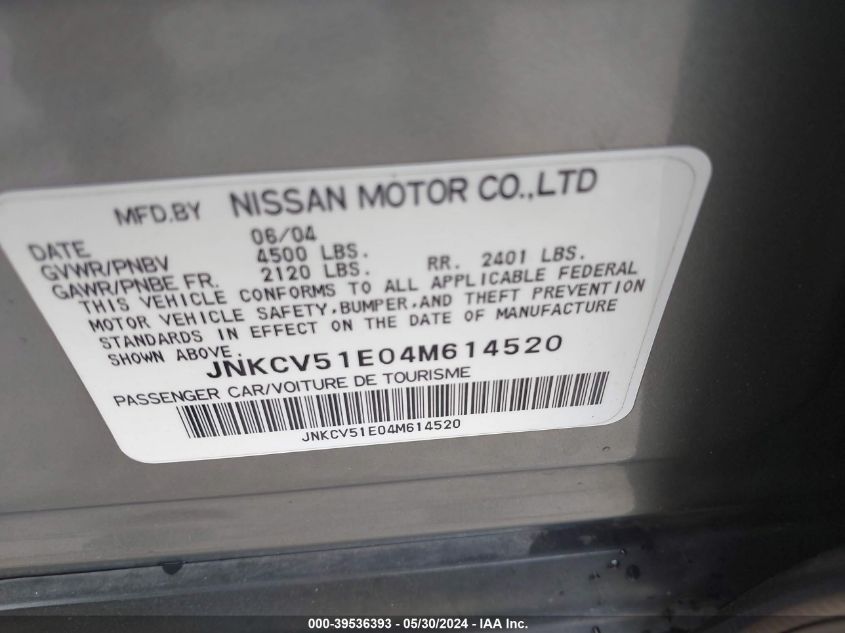 MFD.BY NISSAN MOTOR CO.,LTD
DATE 06/04
GVWR/PNBV 4500 LBS.
GAWR/PNBE FR. 2120 LBS. RR. 2401 LBS.
THIS VEHICLE CONFORMS TO ALL APPLICABLE FEDERAL
MOTOR VEHICLE SAFETY,BUMPER,AND THEFT PREVENTION
STANDARDS IN EFFECT ON THE DATE OF MANUFACTURE
SHOWN ABOVE.
JNKCV51E04M614520
PASSENGER CAR/VOITURE DE TOURISME
JNKCV51E04M614520
000-39536393 - 05/30/2024 - IAA Inc.